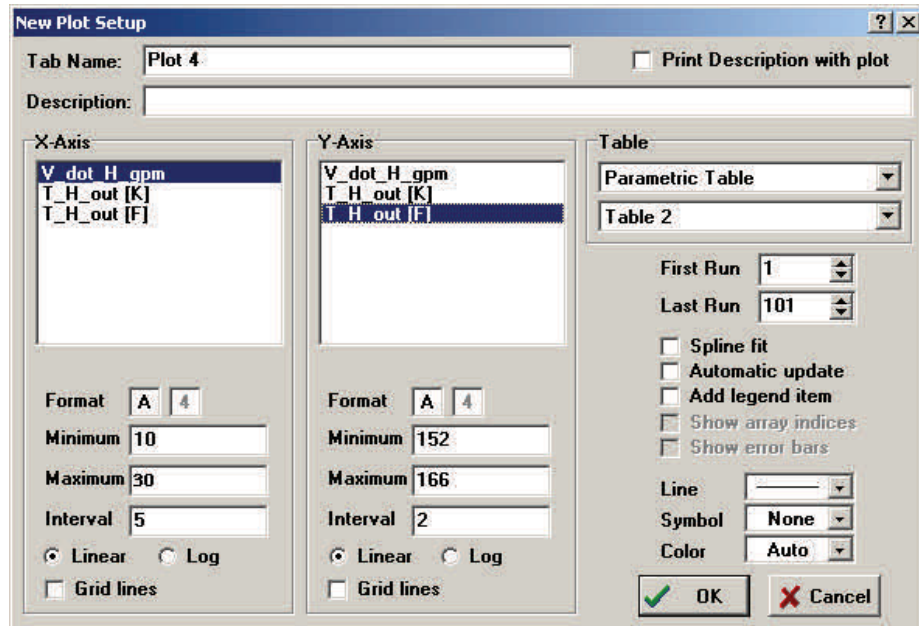 New Plot Setup
Tab Name: Plot 4
Print Description with plot
Description:
X-Axis
V_dot_H_gpm
T_H_out [K]
T_H_out [F]
Format A 4
Minimum 10
Maximum 30
Interval 5
Linear Log
Grid lines
Y-Axis
V_dot_H_gpm
T_H_out [K]
T_H_out [F]
Format A 4
Minimum 152
Maximum 166
Interval 2
Linear Log
Grid lines
Table
Parametric Table
Table 2
First Run 1
Last Run 101
Spline fit
Automatic update
Add legend item
Show array indices
Show error bars
Line
Symbol None
Color Auto
OK Cancel